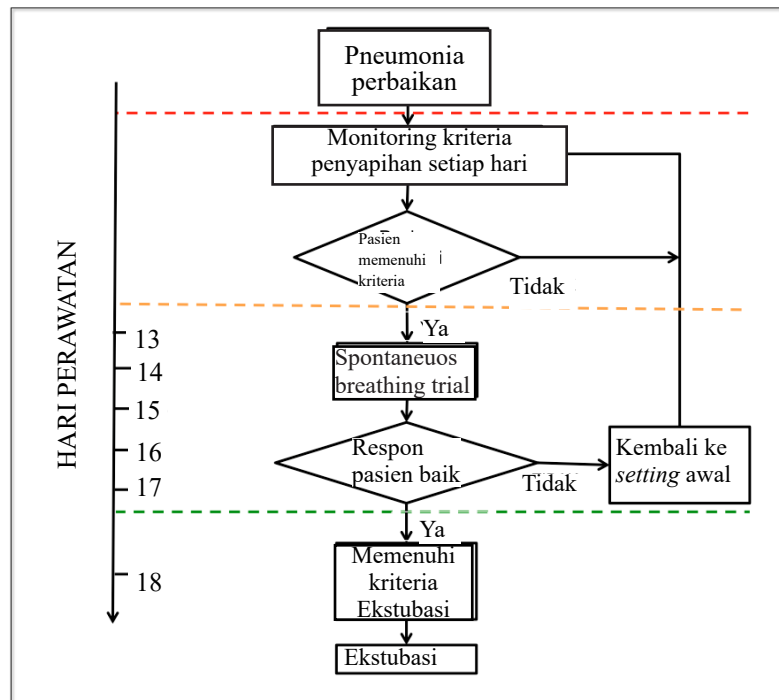 Pneumonia
perbaikan
Monitoring kriteria
penyapihan setiap hari
Pasien
memenuhi
kriteria
Tidak
HARI PERAWATAN
13
14
15
16
17
18
Ya
Spontaneuos
breathing trial
Respon
pasien baik
Tidak
Kembali ke
setting awal
Ya
Memenuhi
kriteria
Ekstubasi
Ekstubasi